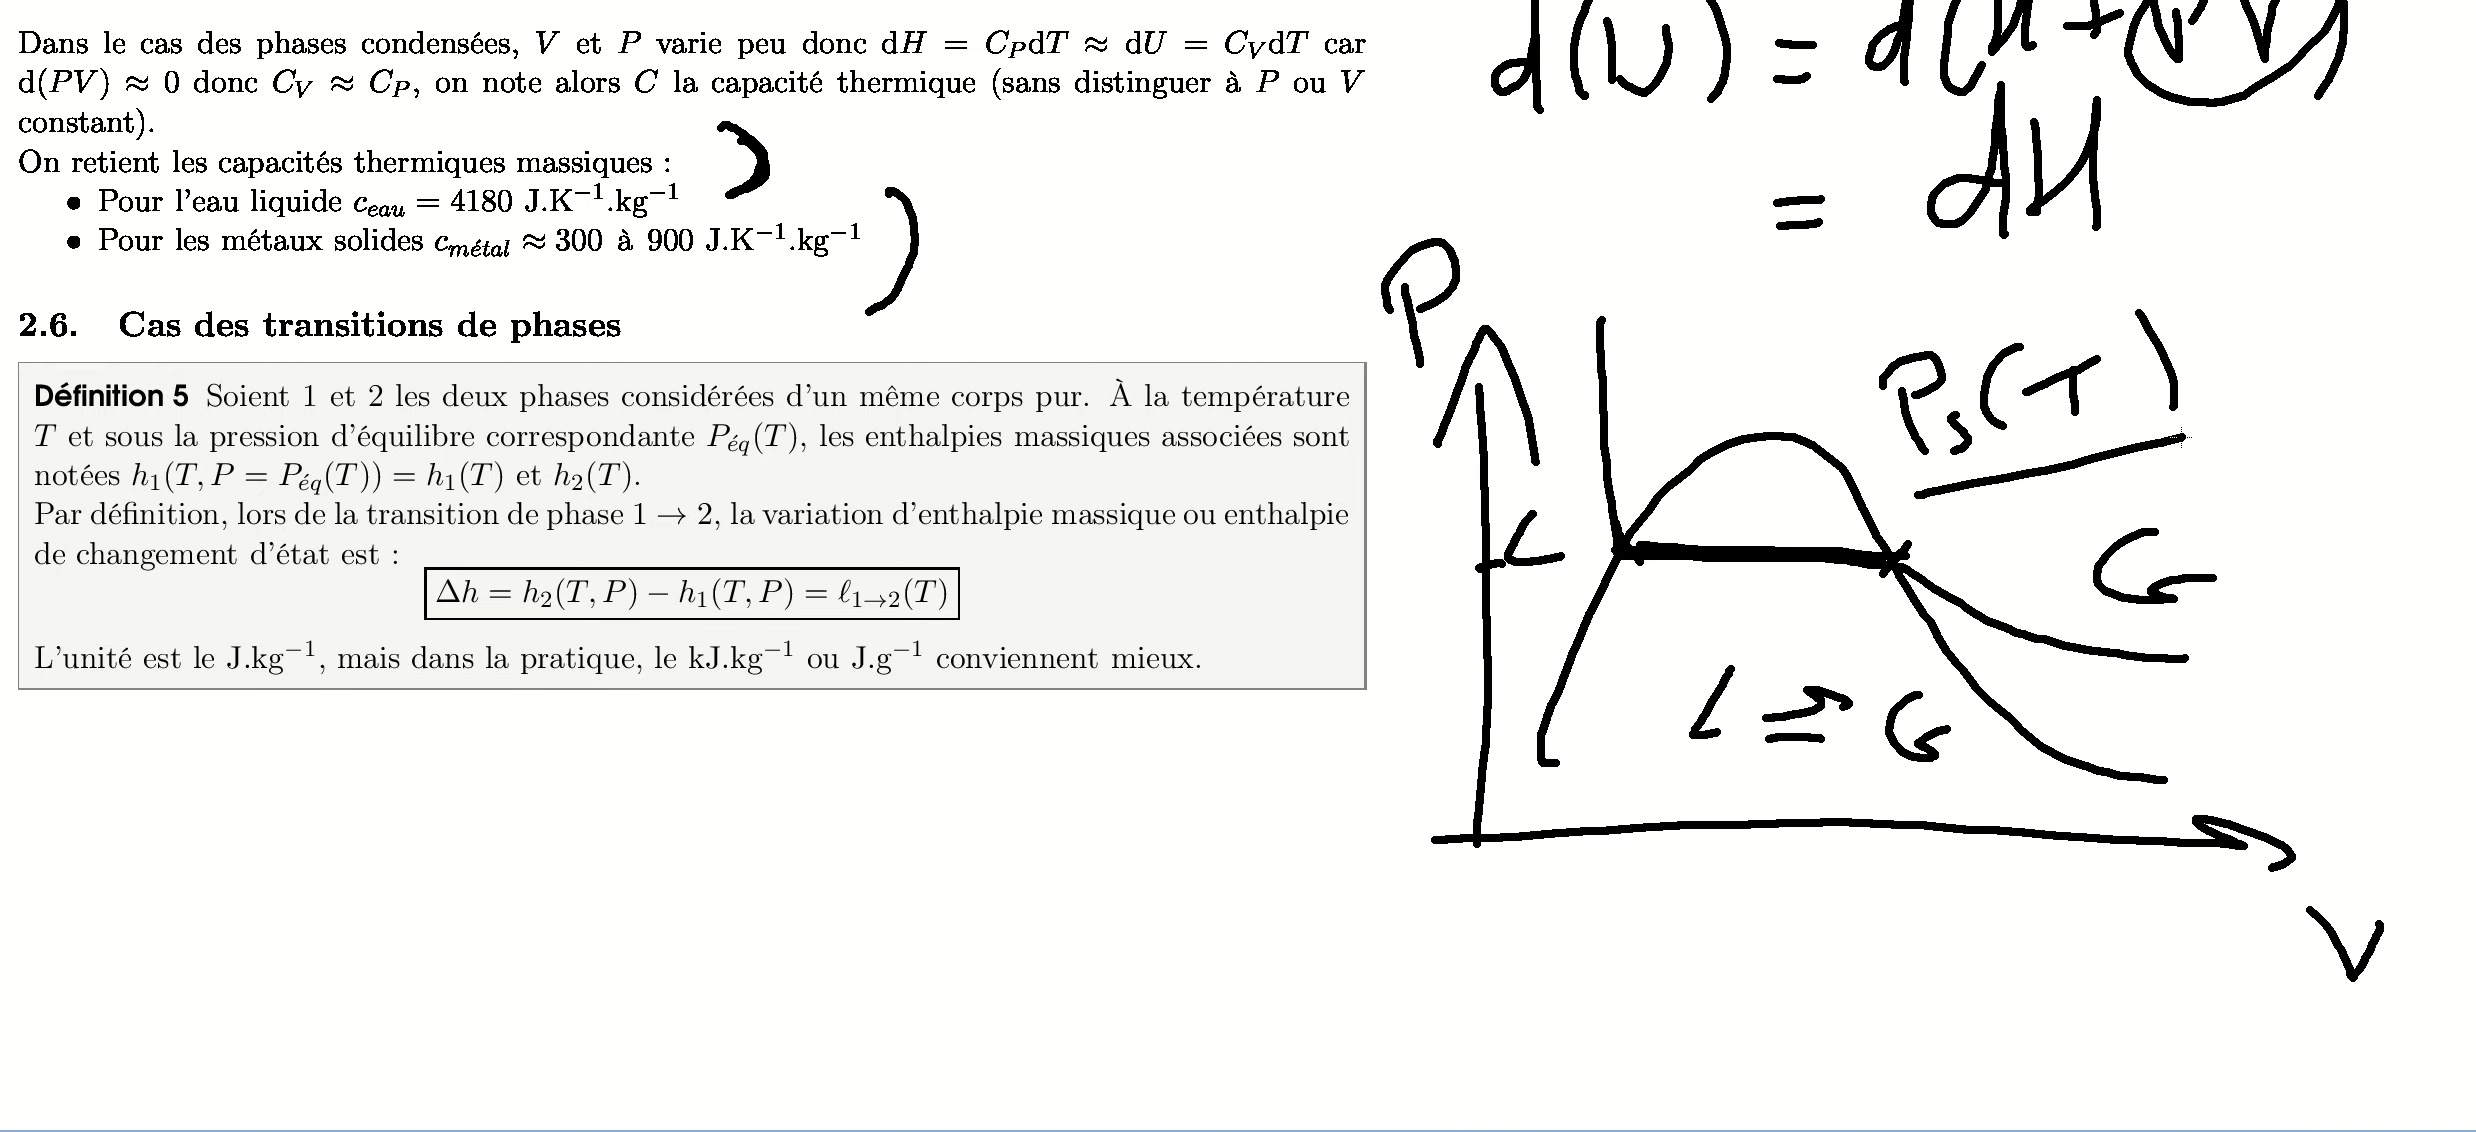 Dans le cas des phases condensées, V et P varie peu donc dH = C_PdT ≈ dU = C_VdT car
d(PV) ≈ 0 donc C_V ≈ C_P, on note alors C la capacité thermique (sans distinguer à P ou V
constant).
On retient les capacités thermiques massiques :
• Pour l'eau liquide c_eau = 4180 J.K⁻¹.kg⁻¹
• Pour les métaux solides c_métal ≈ 300 à 900 J.K⁻¹.kg⁻¹
2.6. Cas des transitions de phases
Définition 5 Soient 1 et 2 les deux phases considérées d'un même corps pur. À la température
T et sous la pression d'équilibre correspondante P_éq(T), les enthalpies massiques associées sont
notées h₁(T, P = P_éq(T)) = h₁(T) et h₂(T).
Par définition, lors de la transition de phase 1 → 2, la variation d'enthalpie massique ou enthalpie
de changement d'état est :
Δh = h₂(T, P) − h₁(T, P) = ℓ₁→₂(T)
L'unité est le J.kg⁻¹, mais dans la pratique, le kJ.kg⁻¹ ou J.g⁻¹ conviennent mieux.
= dH
P
P_s(T)
L
G
L ⇌ G
V